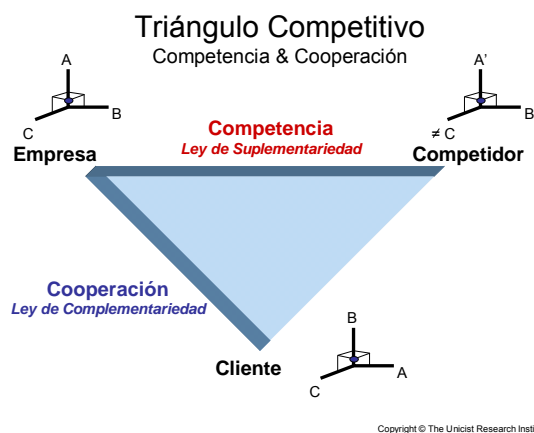 Triángulo Competitivo
Competencia & Cooperación
A
B
C
Empresa
A'
B
≠ C
Competidor
Competencia
Ley de Suplementariedad
Cooperación
Ley de Complementariedad
Cliente
B
A
C
Copyright © The Unicist Research Insti